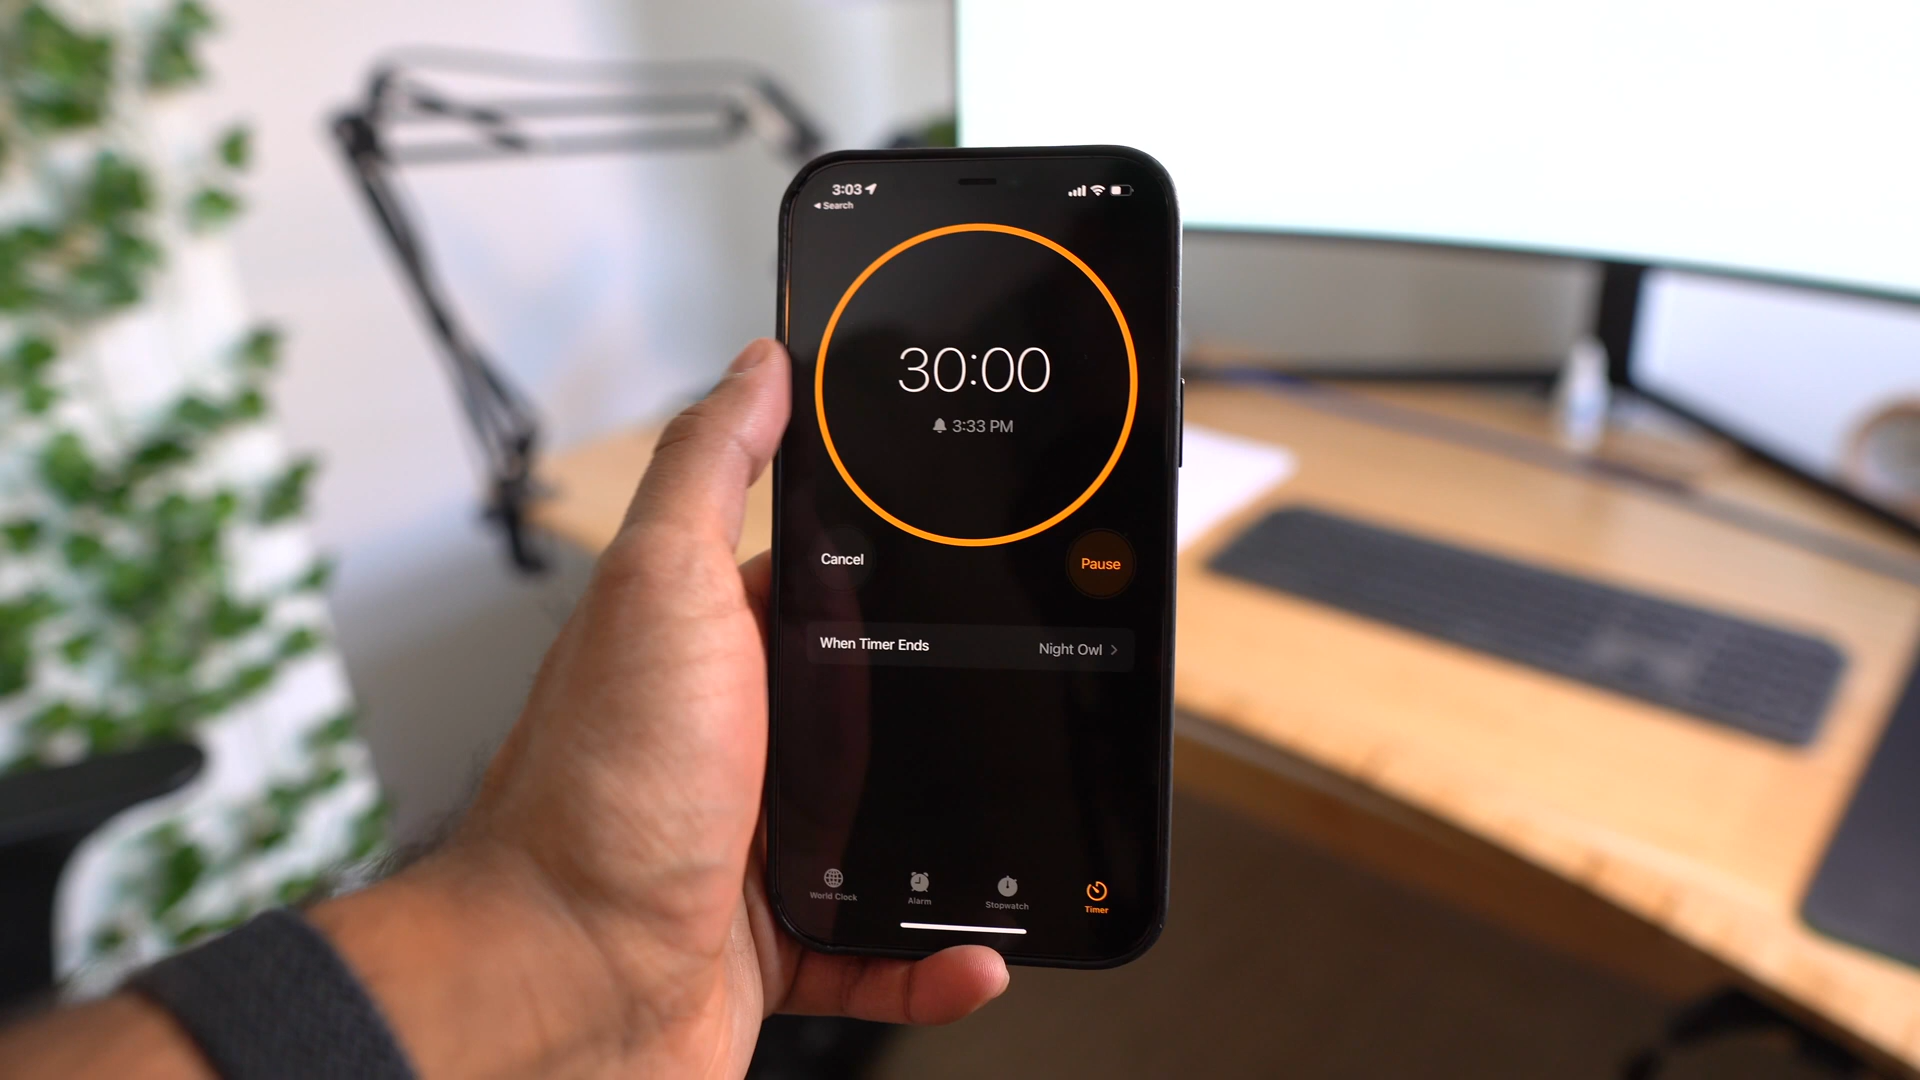 3:03
Search
30:00
3:33 PM
Cancel
Pause
When Timer Ends
Night Owl
World Clock
Alarm
Stopwatch
Timer